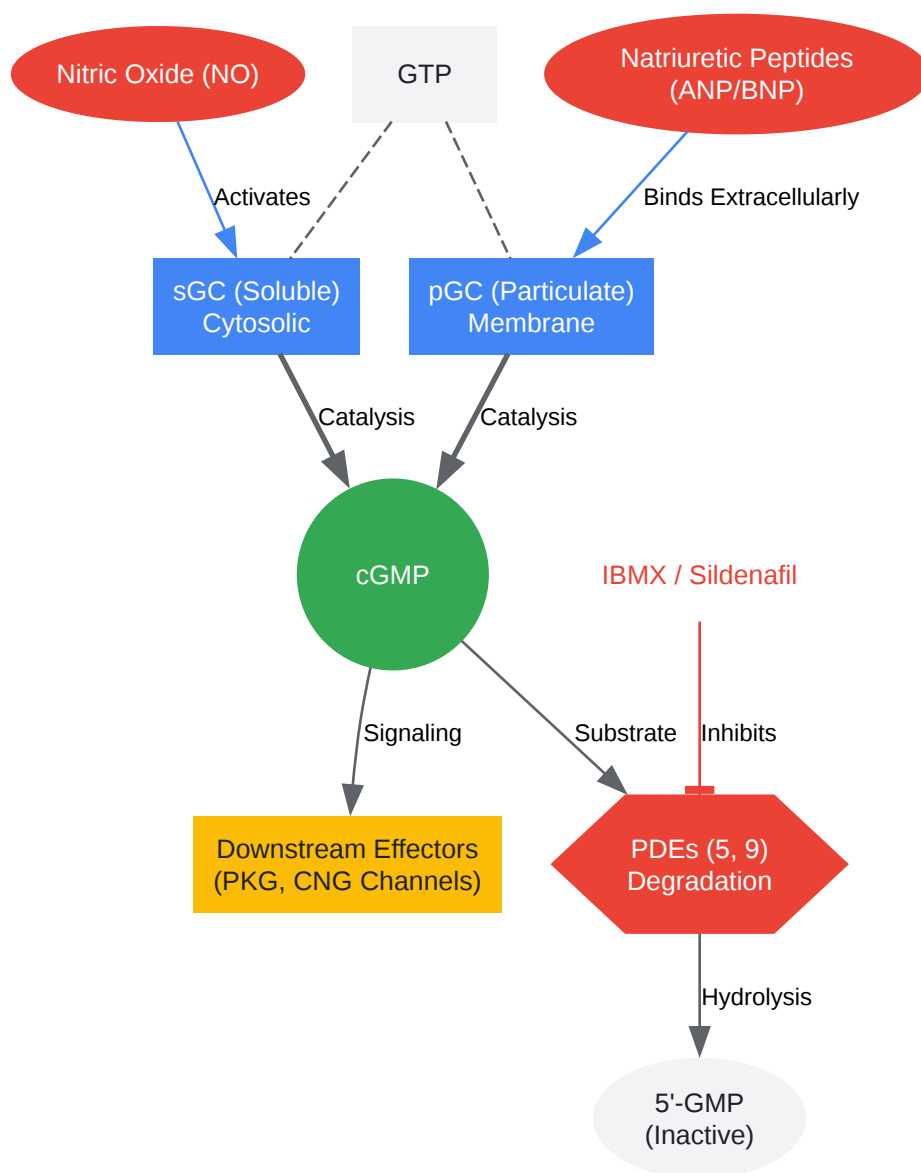 Nitric Oxide (NO)
GTP
Natriuretic Peptides
(ANP/BNP)
Activates
Binds Extracellularly
sGC (Soluble)
Cytosolic
pGC (Particulate)
Membrane
Catalysis
Catalysis
cGMP
IBMX / Sildenafil
Signaling
Substrate
Inhibits
Downstream Effectors
(PKG, CNG Channels)
PDEs (5, 9)
Degradation
Hydrolysis
5'-GMP
(Inactive)